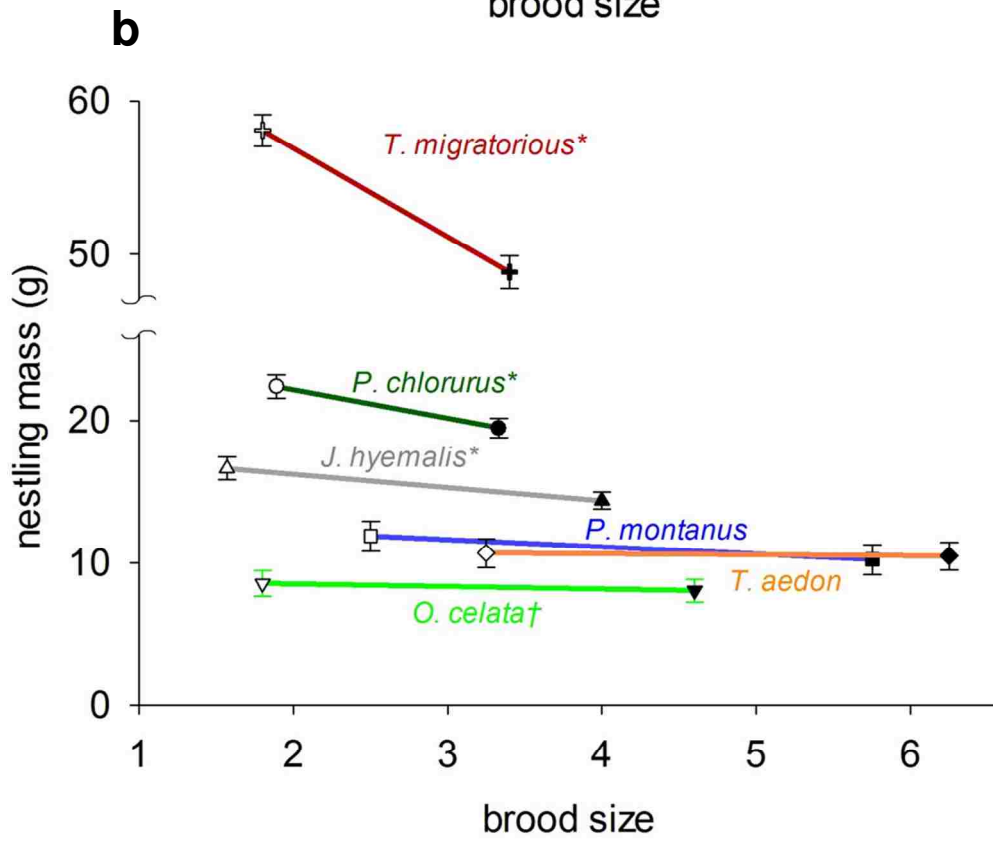 brood size
b
60
T. migratorious*
50
nestling mass (g)
P. chlorurus*
20
J. hyemalis*
P. montanus
10
T. aedon
O. celata†
0
1 2 3 4 5 6
brood size